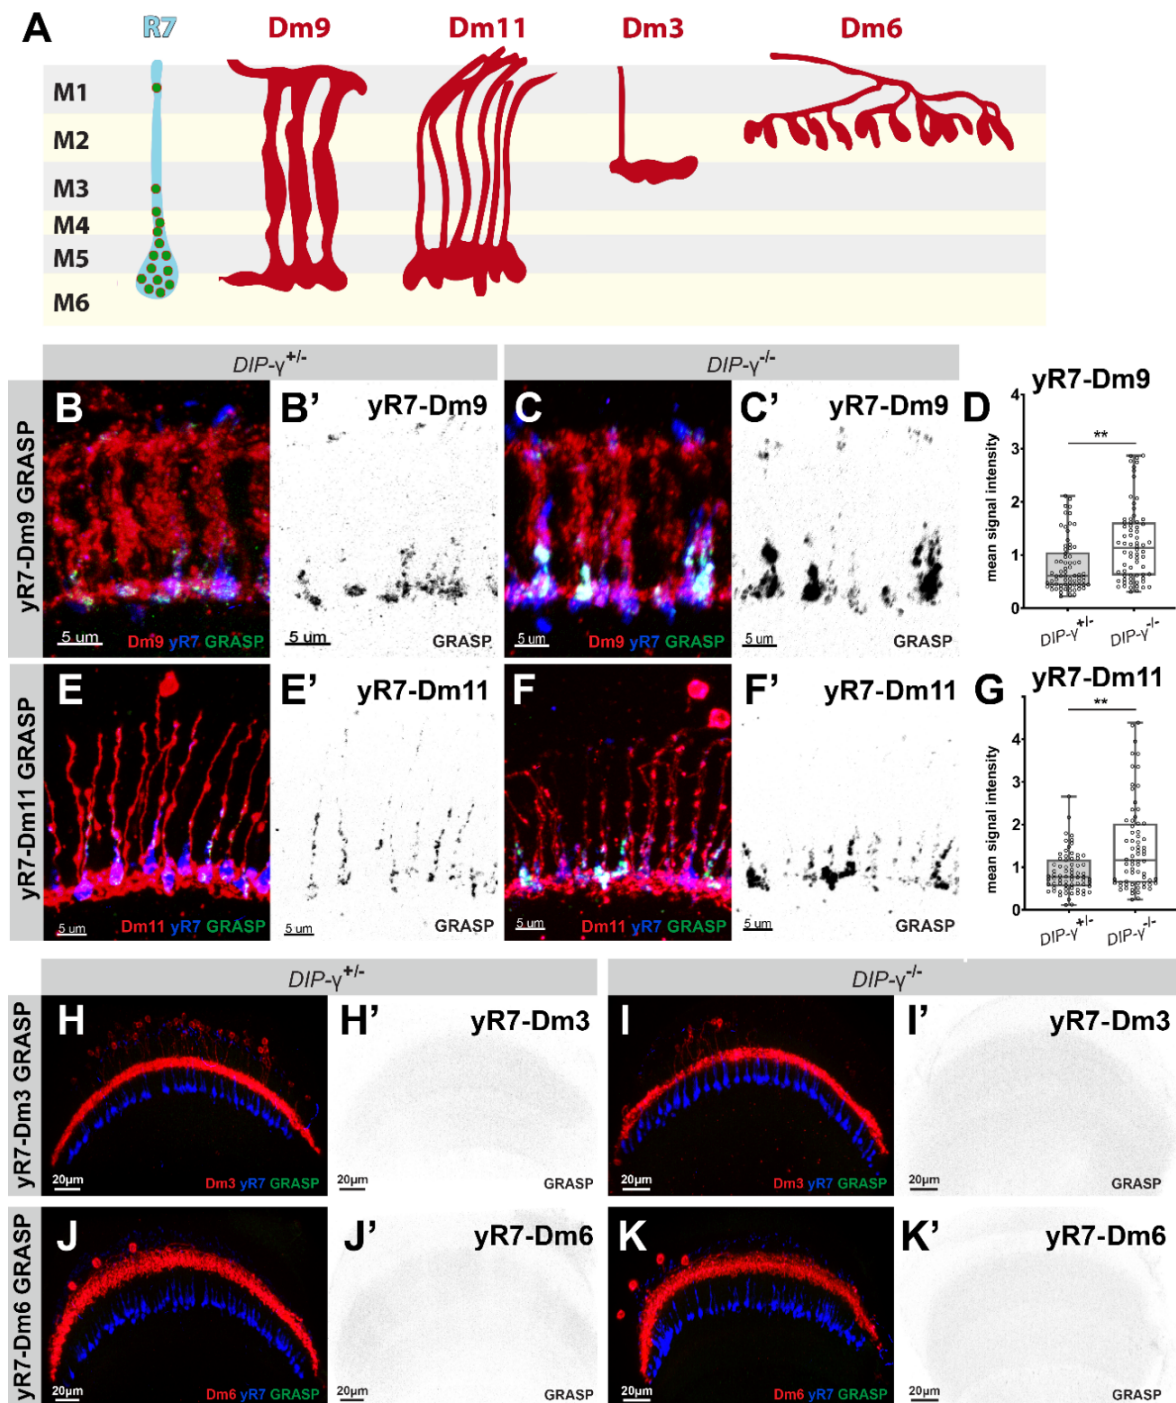 A
R7 Dm9 Dm11 Dm3 Dm6
M1
M2
M3
M4
M5
M6
DIP-γ+/- DIP-γ-/-
yR7-Dm9 GRASP
B
5 um
Dm9 yR7 GRASP
B' yR7-Dm9
5 um
GRASP
C
5 um
Dm9 yR7 GRASP
C' yR7-Dm9
5 um
GRASP
D yR7-Dm9
**
mean signal intensity
4
3
2
1
0
DIP-γ+/- DIP-γ-/-
yR7-Dm11 GRASP
E
5 um
Dm11 yR7 GRASP
E' yR7-Dm11
5 um
GRASP
F
5 um
Dm11 yR7 GRASP
F' yR7-Dm11
5 um
GRASP
G yR7-Dm11
**
mean signal intensity
4
3
2
1
0
DIP-γ+/- DIP-γ-/-
DIP-γ+/- DIP-γ-/-
yR7-Dm3 GRASP
H
20µm
Dm3 yR7 GRASP
H' yR7-Dm3
20µm
GRASP
I
20µm
Dm3 yR7 GRASP
I' yR7-Dm3
20µm
GRASP
yR7-Dm6 GRASP
J
20µm
Dm6 yR7 GRASP
J' yR7-Dm6
20µm
GRASP
K
20µm
Dm6 yR7 GRASP
K' yR7-Dm6
20µm
GRASP